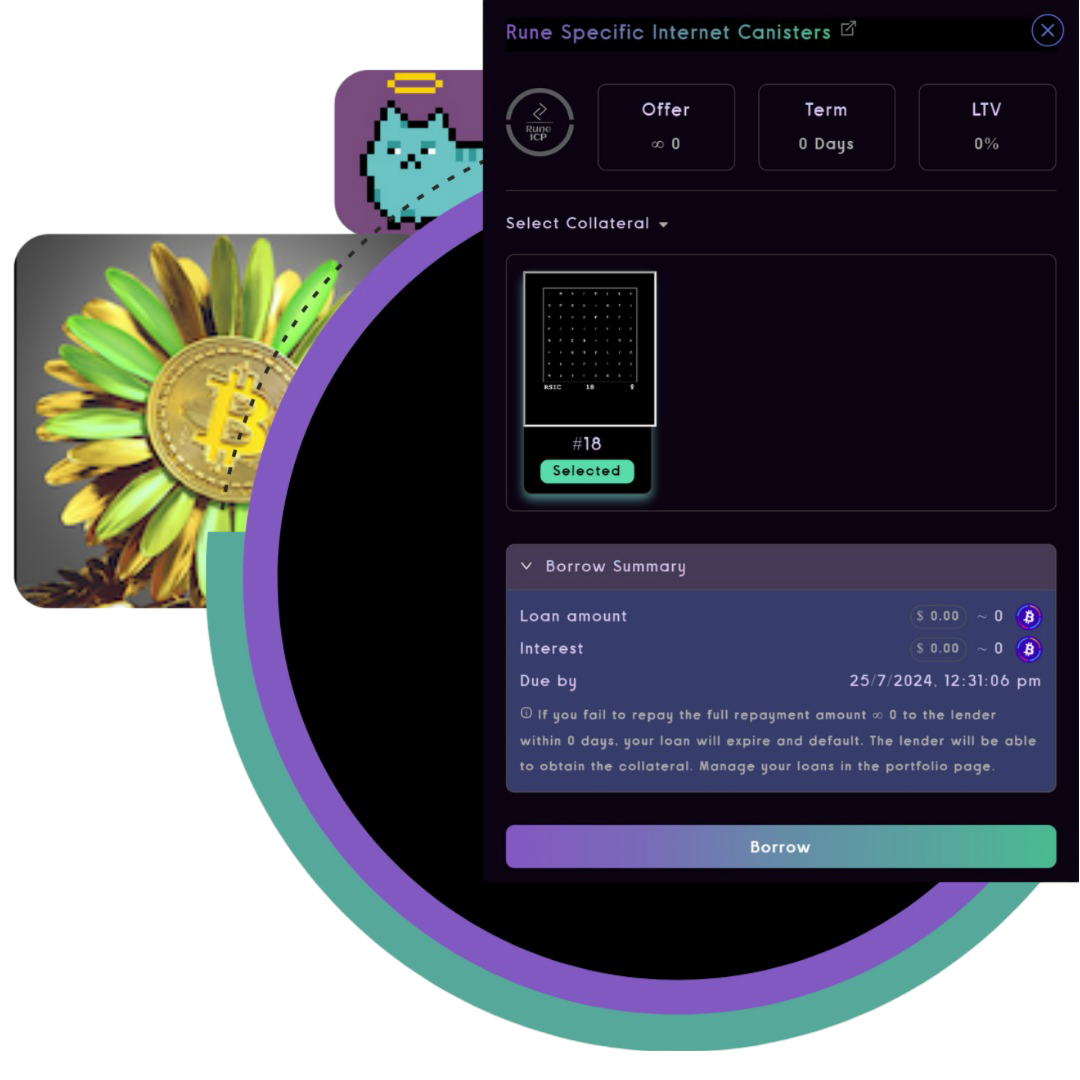 Rune Specific Internet Canisters
Rune
ICP
Offer
∞ 0
Term
0 Days
LTV
0%
Select Collateral
RSIC 18
#18
Selected
Borrow Summary
Loan amount $ 0.00 ~ 0
Interest $ 0.00 ~ 0
Due by 25/7/2024, 12:31:06 pm
If you fail to repay the full repayment amount ∞ 0 to the lender
within 0 days, your loan will expire and default. The lender will be able
to obtain the collateral. Manage your loans in the portfolio page.
Borrow